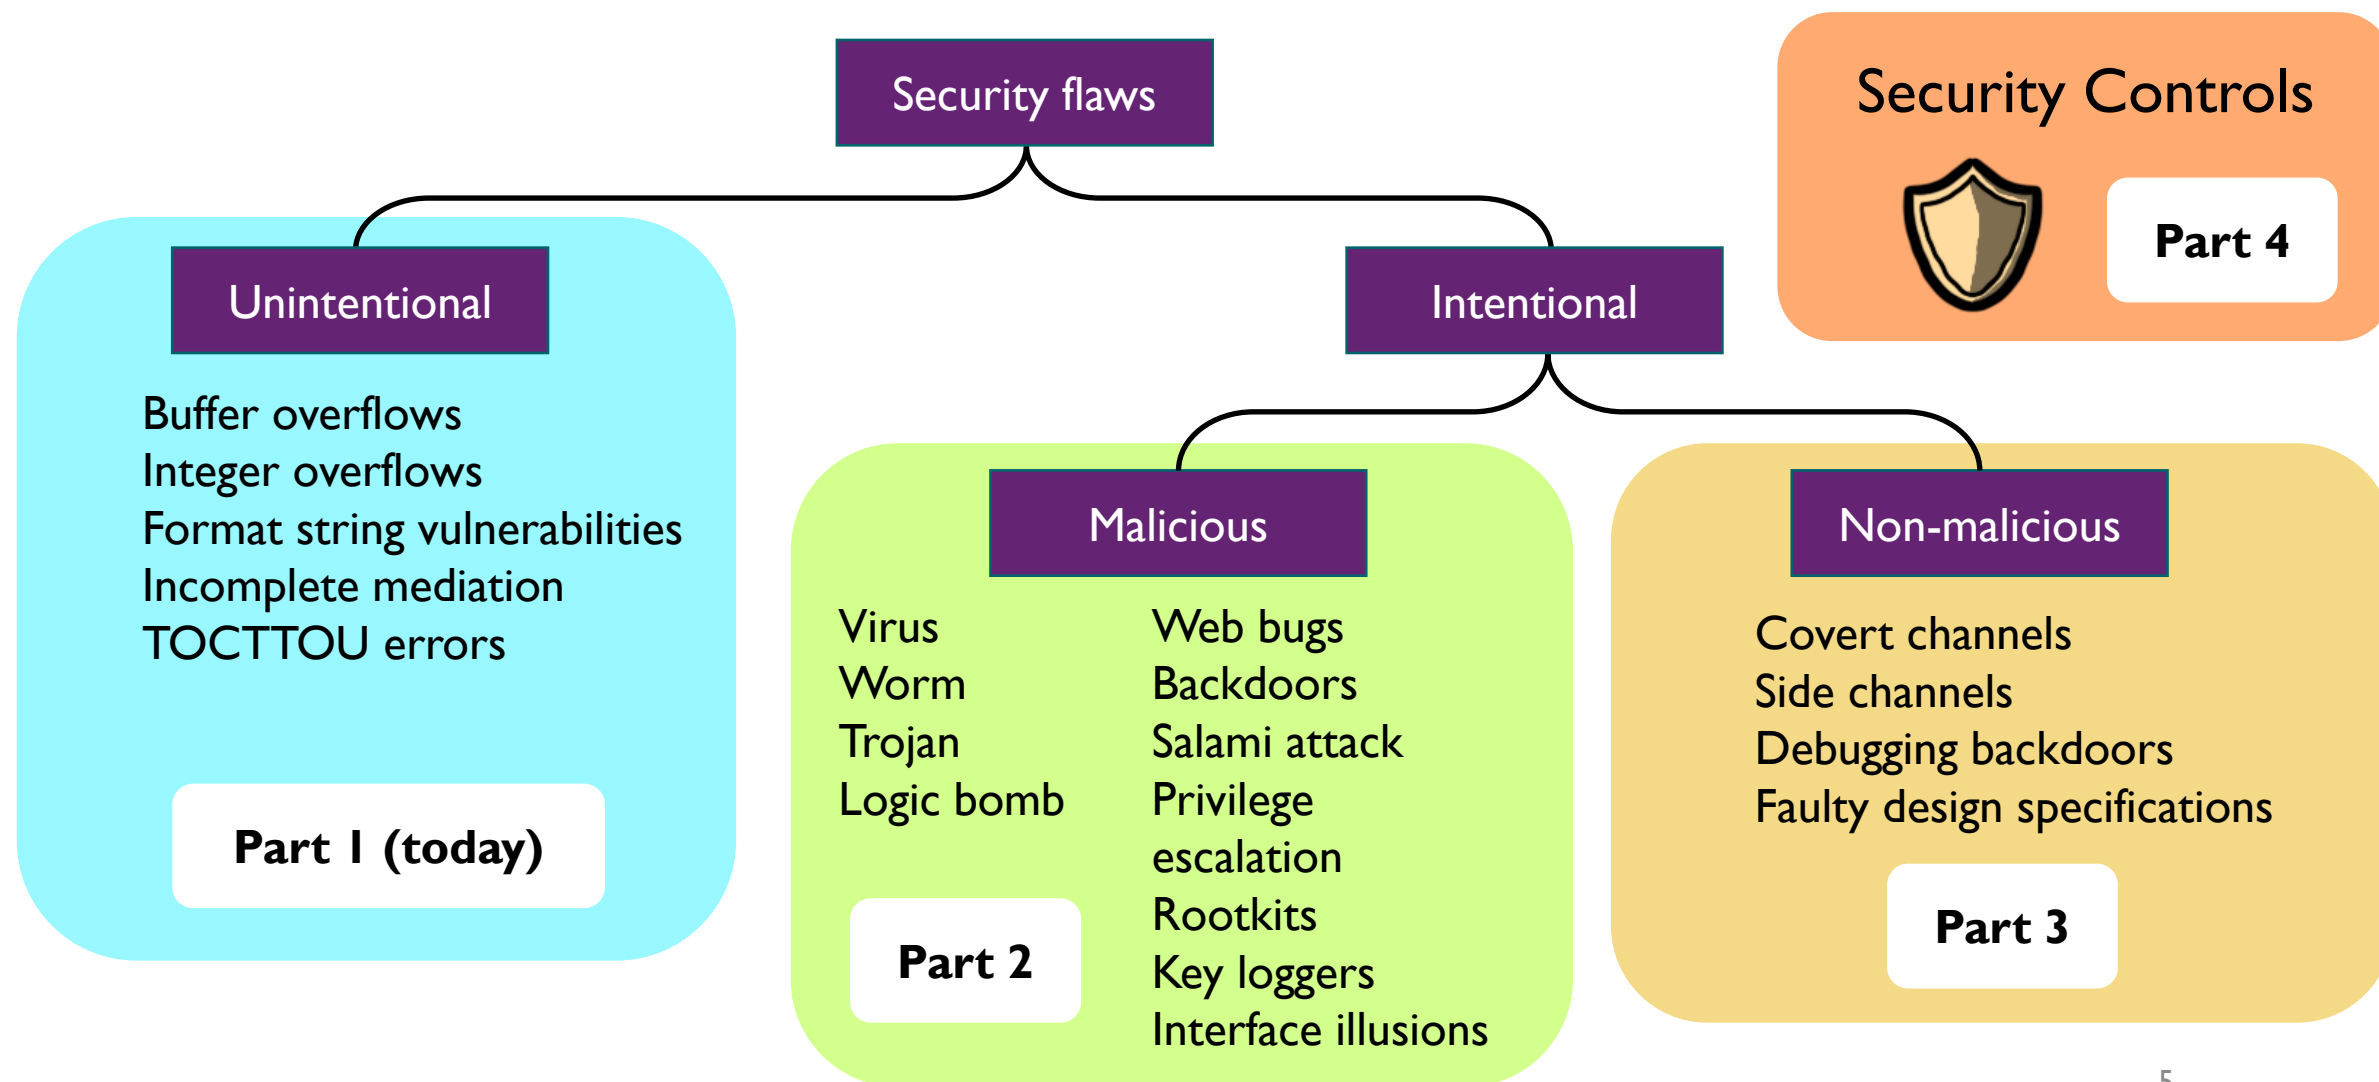 Security flaws
Security Controls
Part 4
Unintentional
Intentional
Buffer overflows
Integer overflows
Format string vulnerabilities
Incomplete mediation
TOCTTOU errors
Part 1 (today)
Malicious
Virus
Worm
Trojan
Logic bomb
Web bugs
Backdoors
Salami attack
Privilege
escalation
Rootkits
Key loggers
Interface illusions
Part 2
Non-malicious
Covert channels
Side channels
Debugging backdoors
Faulty design specifications
Part 3
5